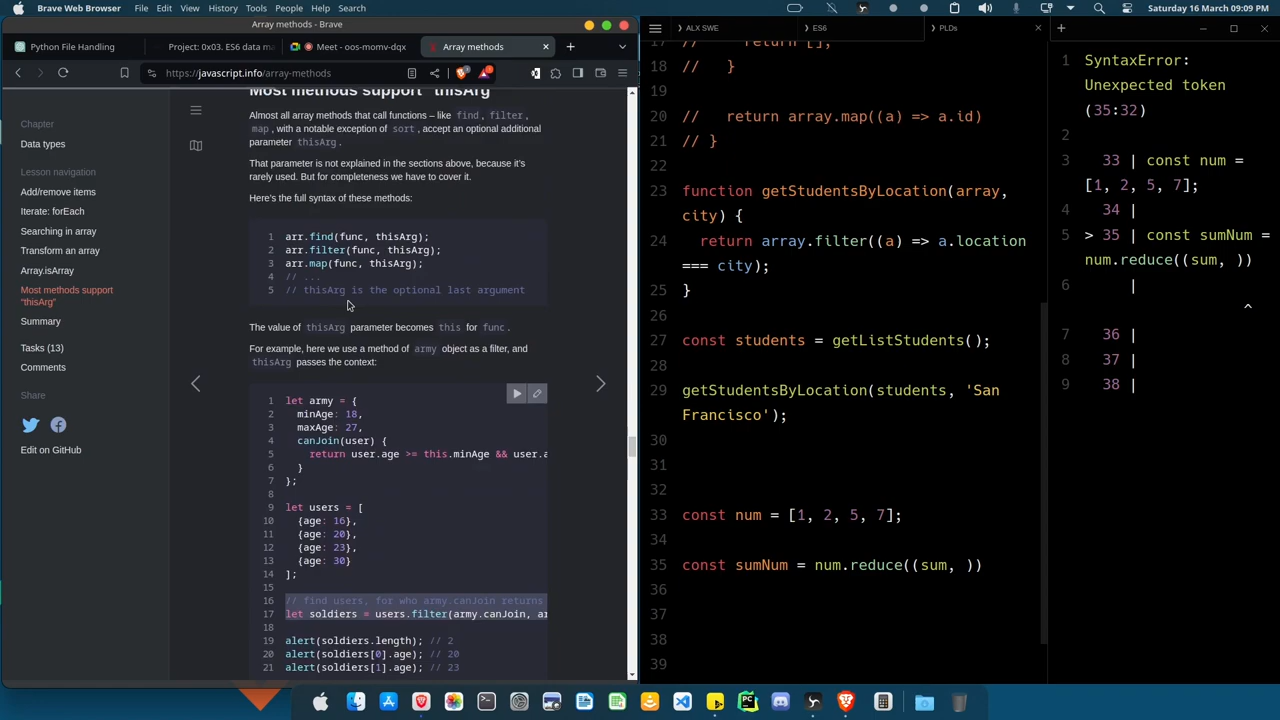 Brave Web Browser File Edit View History Tools People Help Search
Saturday 16 March 09:09 PM
Array methods - Brave
Python File Handling
Project: 0x03. ES6 data ma
Meet - oos-momv-dqx
Array methods
https://javascript.info/array-methods
Chapter
Data types
Lesson navigation
Add/remove items
Iterate: forEach
Searching in array
Transform an array
Array.isArray
Most methods support
"thisArg"
Summary
Tasks (13)
Comments
Share
Edit on GitHub
Most methods support "thisArg"
Almost all array methods that call functions – like find, filter,
map, with a notable exception of sort, accept an optional additional
parameter thisArg.
That parameter is not explained in the sections above, because it's
rarely used. But for completeness we have to cover it.
Here's the full syntax of these methods:
1 arr.find(func, thisArg);
2 arr.filter(func, thisArg);
3 arr.map(func, thisArg);
4 // ...
5 // thisArg is the optional last argument
The value of thisArg parameter becomes this for func.
For example, here we use a method of army object as a filter, and
thisArg passes the context:
1 let army = {
2 minAge: 18,
3 maxAge: 27,
4 canJoin(user) {
5 return user.age >= this.minAge && user.a
6 }
7 };
8
9 let users = [
10 {age: 16},
11 {age: 20},
12 {age: 23},
13 {age: 30}
14 ];
15
16 // find users, for who army.canJoin returns
17 let soldiers = users.filter(army.canJoin, ar
18
19 alert(soldiers.length); // 2
20 alert(soldiers[0].age); // 20
21 alert(soldiers[1].age); // 23
ALX SWE
ES6
PLDs
17 // return [];
18 // }
19
20 // return array.map((a) => a.id)
21 // }
22
23 function getStudentsByLocation(array,
city) {
24 return array.filter((a) => a.location
=== city);
25 }
26
27 const students = getListStudents();
28
29 getStudentsByLocation(students, 'San
Francisco');
30
31
32
33 const num = [1, 2, 5, 7];
34
35 const sumNum = num.reduce((sum, ))
36
37
38
39
1 SyntaxError:
Unexpected token
(35:32)
2
3 33 | const num =
[1, 2, 5, 7];
4 34 |
5 > 35 | const sumNum =
num.reduce((sum, ))
6 |
^
7 36 |
8 37 |
9 38 |